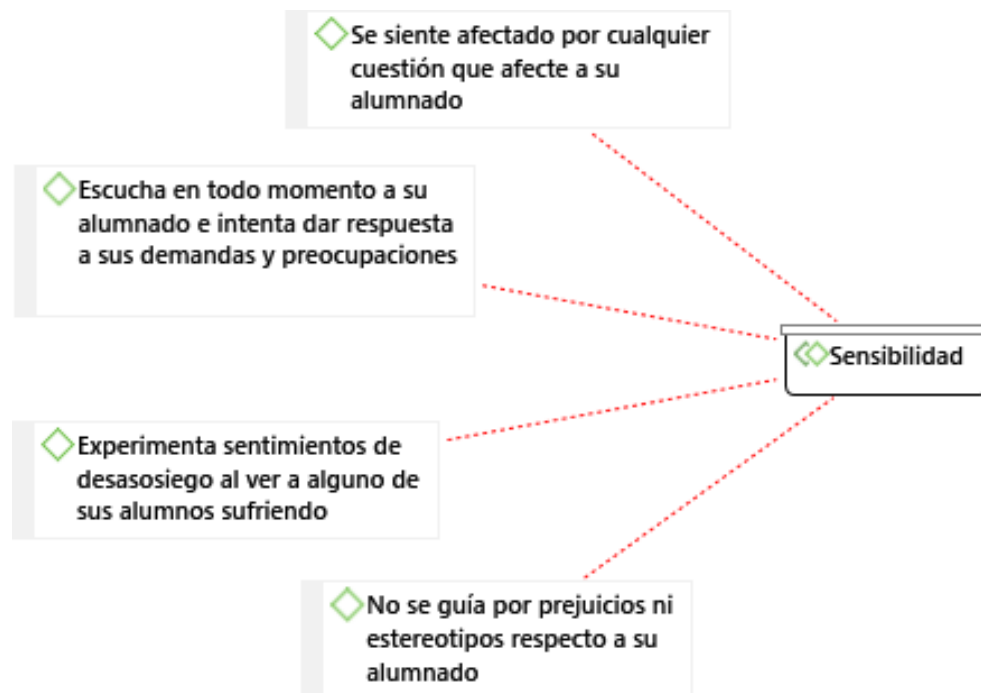 Se siente afectado por cualquier
cuestión que afecte a su
alumnado
Escucha en todo momento a su
alumnado e intenta dar respuesta
a sus demandas y preocupaciones
Sensibilidad
Experimenta sentimientos de
desasosiego al ver a alguno de
sus alumnos sufriendo
No se guía por prejuicios ni
estereotipos respecto a su
alumnado